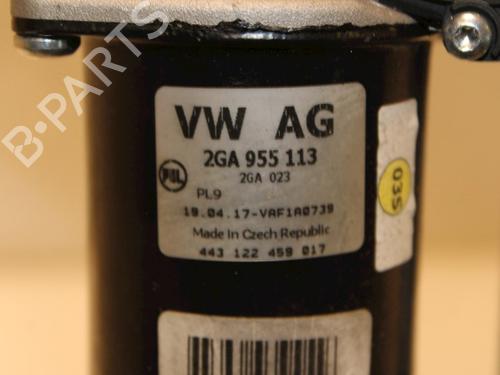 VW AG
2GA 955 113
2GA 023
PAL
PL9
19.04.17-VAF1A0739
Made in Czech Republic
443 122 459 017
035
B-PARTS